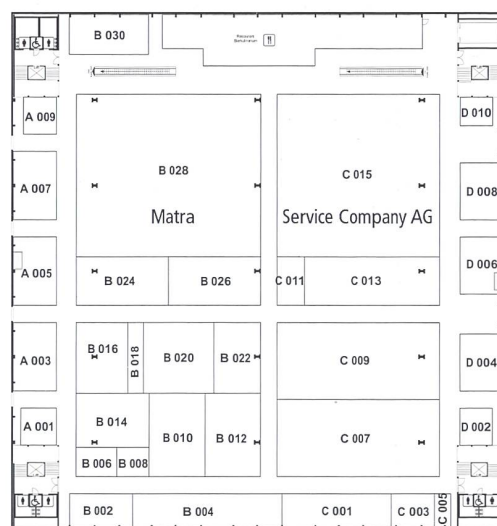 B 030
Restaurant
A 009
D 010
B 028
C 015
A 007
D 008
Matra
Service Company AG
A 005
D 006
B 024
B 026
C 011
C 013
A 003
B 016
B 018
B 020
B 022
C 009
D 004
B 014
A 001
B 010
B 012
C 007
D 002
B 006
B 008
B 002
B 004
C 001
C 003
C 005